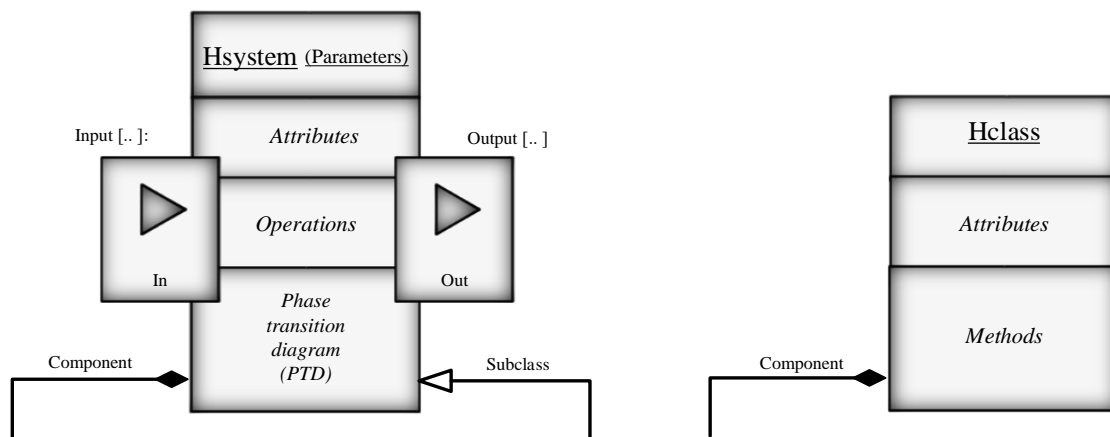 Hsystem (Parameters)
Attributes
Input [.. ]:
Output [.. ]
Operations
In
Out
Phase
transition
diagram
(PTD)
Component
Subclass
Hclass
Attributes
Methods
Component